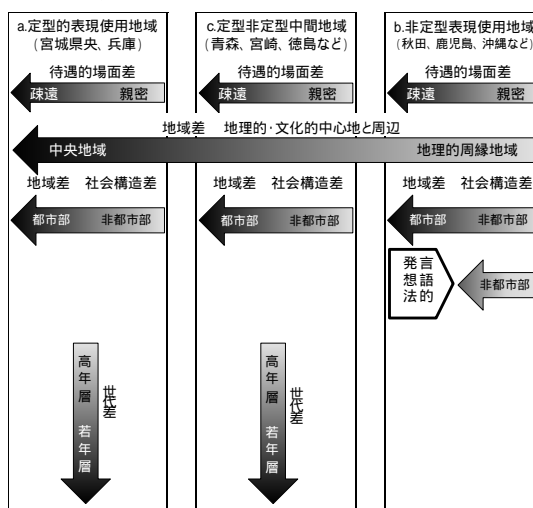 a.定型的表現使用地域
(宮城県央、兵庫)
待遇的場面差
疎遠 親密
c.定型非定型中間地域
(青森、宮崎、徳島など)
待遇的場面差
疎遠 親密
b.非定型表現使用地域
(秋田、鹿児島、沖縄など)
待遇的場面差
疎遠 親密
地域差 地理的・文化的中心地と周辺
中央地域 地理的周縁地域
地域差 社会構造差
都市部 非都市部
地域差 社会構造差
都市部 非都市部
地域差 社会構造差
都市部 非都市部
言語的
発想法
非都市部
高年層 若年層
世代差
高年層 若年層
世代差